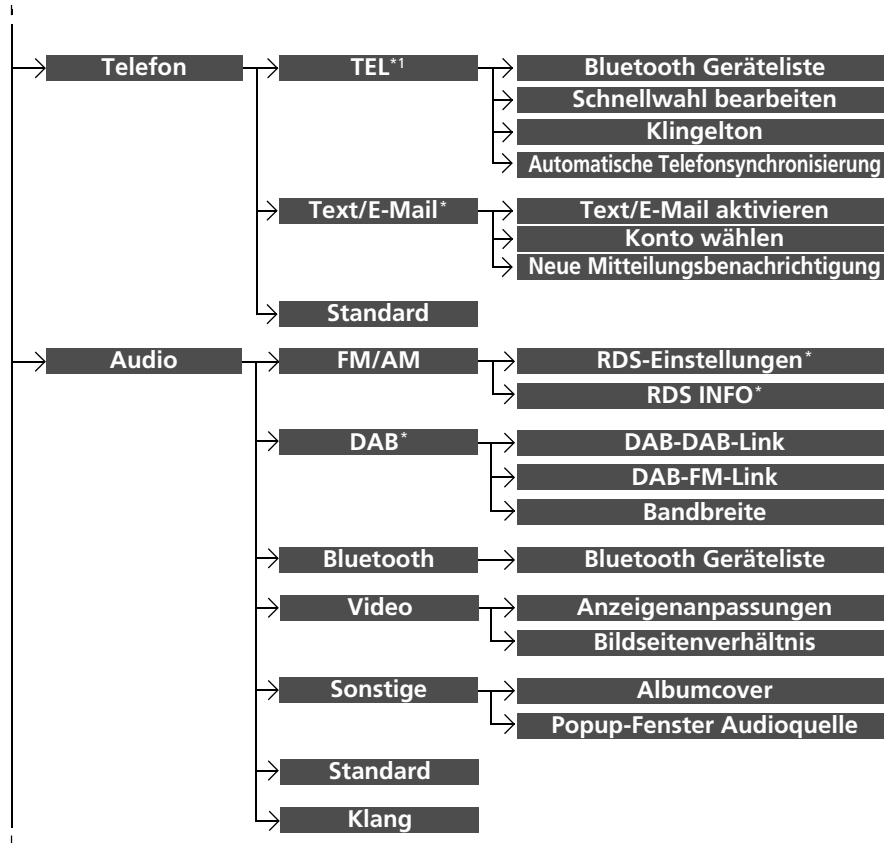 Telefon
TEL*1
Bluetooth Geräteliste
Schnellwahl bearbeiten
Klingelton
Automatische Telefonsynchronisierung
Text/E-Mail*
Text/E-Mail aktivieren
Konto wählen
Neue Mitteilungsbenachrichtigung
Standard
Audio
FM/AM
RDS-Einstellungen*
RDS INFO*
DAB*
DAB-DAB-Link
DAB-FM-Link
Bandbreite
Bluetooth
Bluetooth Geräteliste
Video
Anzeigenanpassungen
Bildseitenverhältnis
Sonstige
Albumcover
Popup-Fenster Audioquelle
Standard
Klang